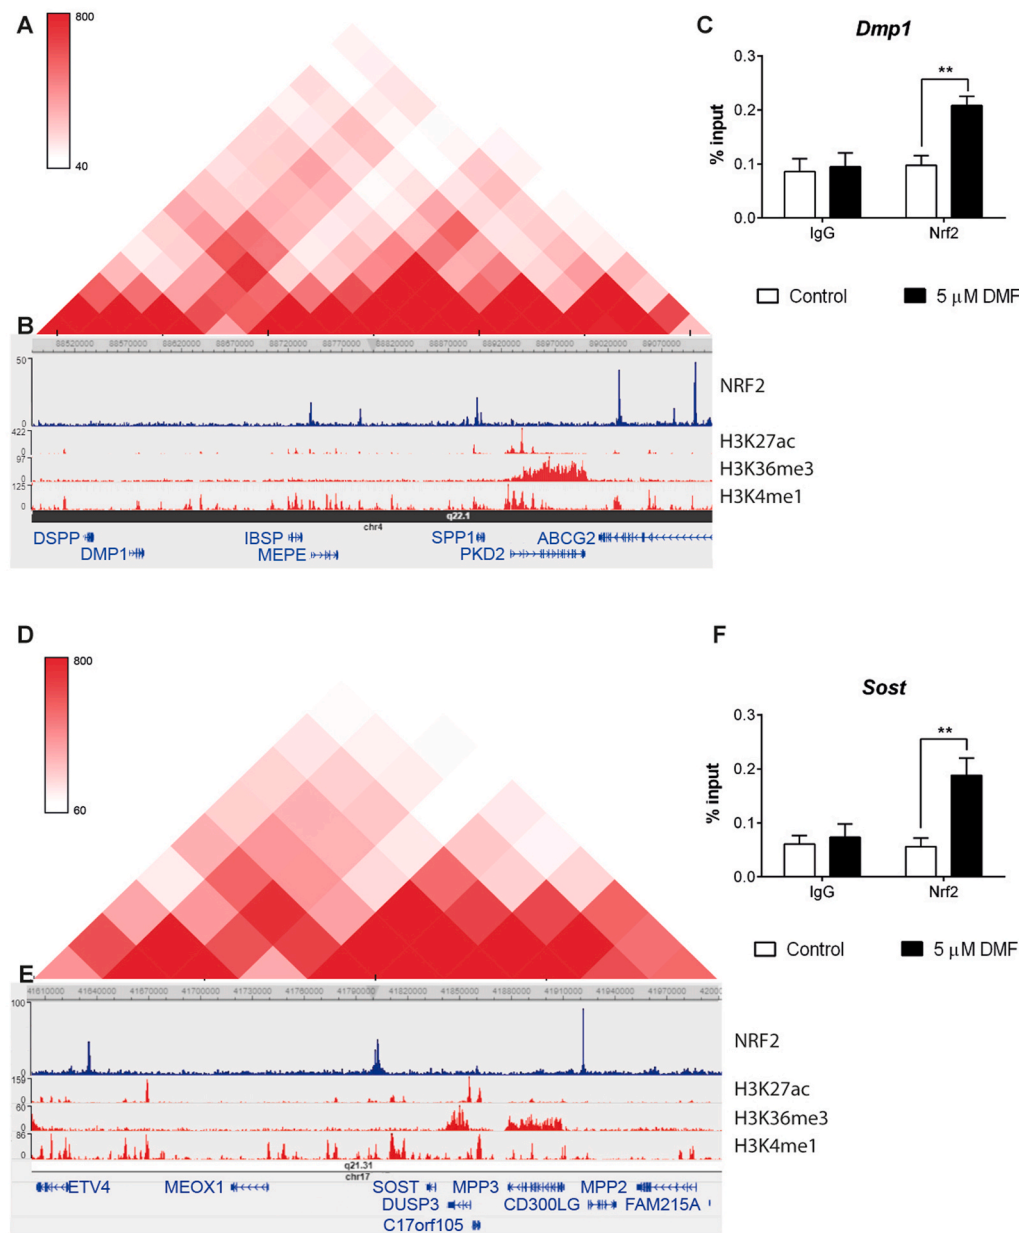 A
800
40
C
Dmp1
0.3
0.2
0.1
0.0
% input
**
IgG
Nrf2
Control
5 μM DMF
B
88520000 88570000 88620000 88670000 88720000 88770000 88820000 88870000 88920000 88970000 89020000 89070000
50
0
NRF2
422
0
H3K27ac
97
0
H3K36me3
125
0
H3K4me1
q22.1
chr4
DSPP IBSP SPP1 ABCG2
DMP1 MEPE PKD2
D
800
60
F
Sost
0.3
0.2
0.1
0.0
% input
**
IgG
Nrf2
Control
5 μM DMF
E
41610000 41640000 41670000 41700000 41730000 41760000 41790000 41820000 41850000 41880000 41910000 41940000 41970000 42000
100
0
NRF2
159
0
H3K27ac
60
0
H3K36me3
86
0
H3K4me1
q21.31
chr17
ETV4 MEOX1 SOST MPP3 MPP2
DUSP3 CD300LG FAM215A
C17orf105